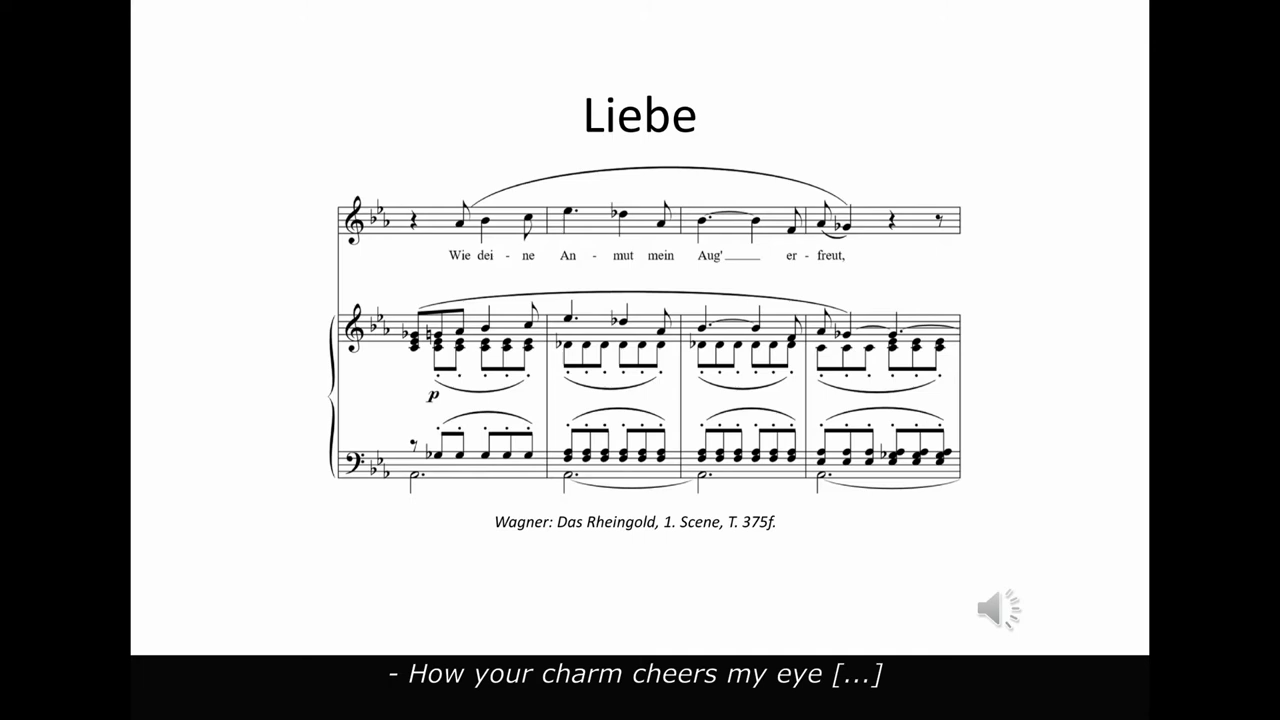 Liebe
Wie dei - ne An - mut mein Aug' er - freut,
p
Wagner: Das Rheingold, 1. Scene, T. 375f.
- How your charm cheers my eye [...]